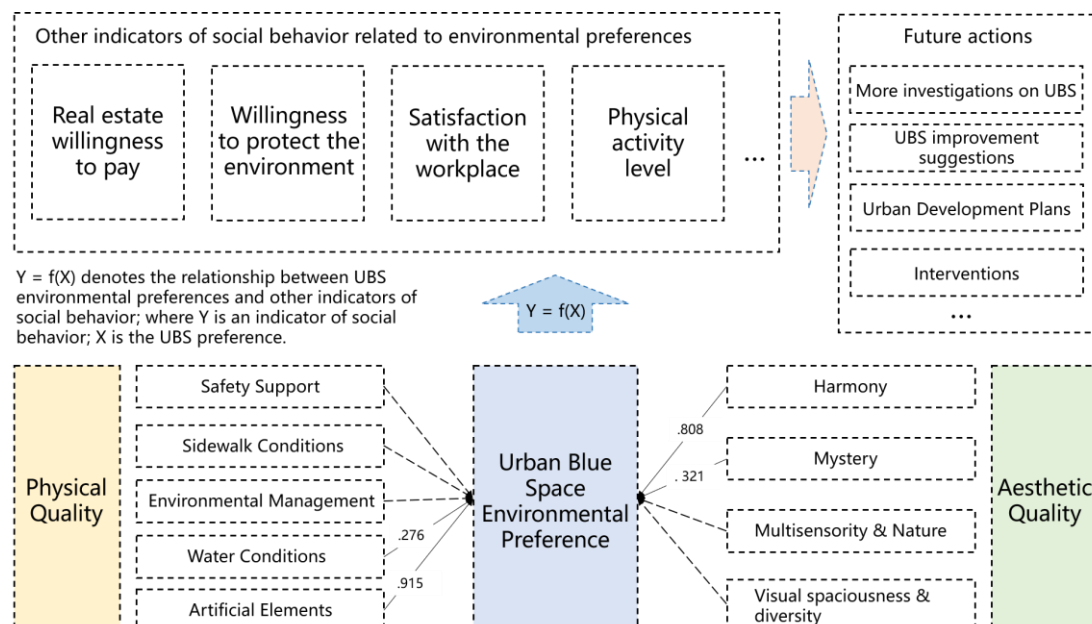 Other indicators of social behavior related to environmental preferences
Real estate
willingness
to pay
Willingness
to protect the
environment
Satisfaction
with the
workplace
Physical
activity
level
...
Future actions
More investigations on UBS
UBS improvement
suggestions
Urban Development Plans
Interventions
...
Y = f(X) denotes the relationship between UBS
environmental preferences and other indicators of
social behavior; where Y is an indicator of social
behavior; X is the UBS preference.
Y = f(X)
Physical
Quality
Safety Support
Sidewalk Conditions
Environmental Management
Water Conditions
Artificial Elements
.276
.915
Urban Blue
Space
Environmental
Preference
.808
.321
Harmony
Mystery
Multisensority & Nature
Visual spaciousness &
diversity
Aesthetic
Quality